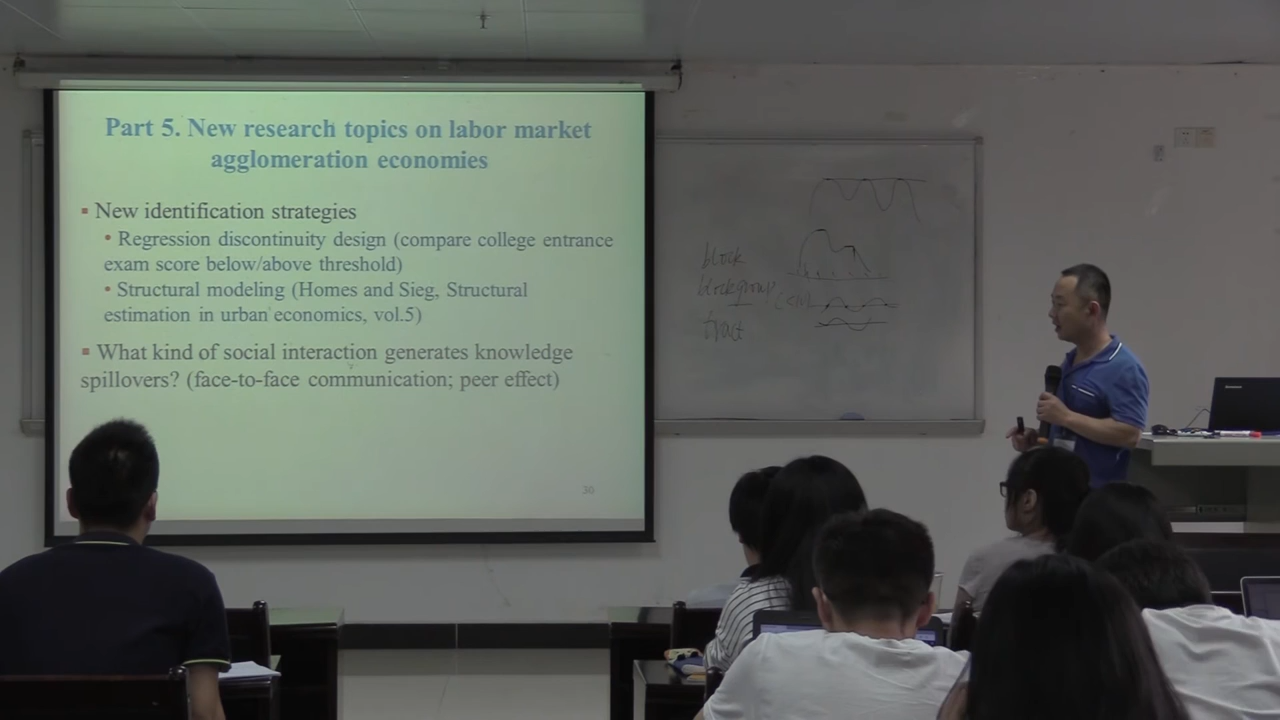 Part 5. New research topics on labor market
agglomeration economies
▪ New identification strategies
• Regression discontinuity design (compare college entrance
exam score below/above threshold)
• Structural modeling (Homes and Sieg, Structural
estimation in urban economics, vol.5)
▪ What kind of social interaction generates knowledge
spillovers? (face-to-face communication; peer effect)
30
block
blockgroup
tract